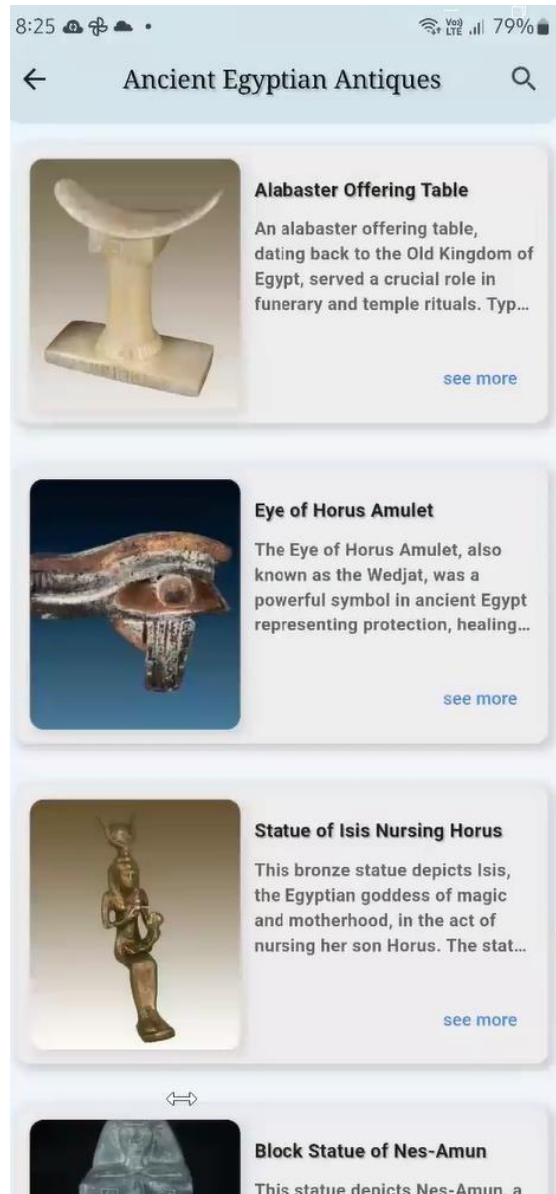 8:25
Vo))
LTE
79%
Ancient Egyptian Antiques
Alabaster Offering Table
An alabaster offering table,
dating back to the Old Kingdom of
Egypt, served a crucial role in
funerary and temple rituals. Typ...
see more
Eye of Horus Amulet
The Eye of Horus Amulet, also
known as the Wedjat, was a
powerful symbol in ancient Egypt
representing protection, healing...
see more
Statue of Isis Nursing Horus
This bronze statue depicts Isis,
the Egyptian goddess of magic
and motherhood, in the act of
nursing her son Horus. The stat...
see more
Block Statue of Nes-Amun
This statue depicts Nes-Amun, a